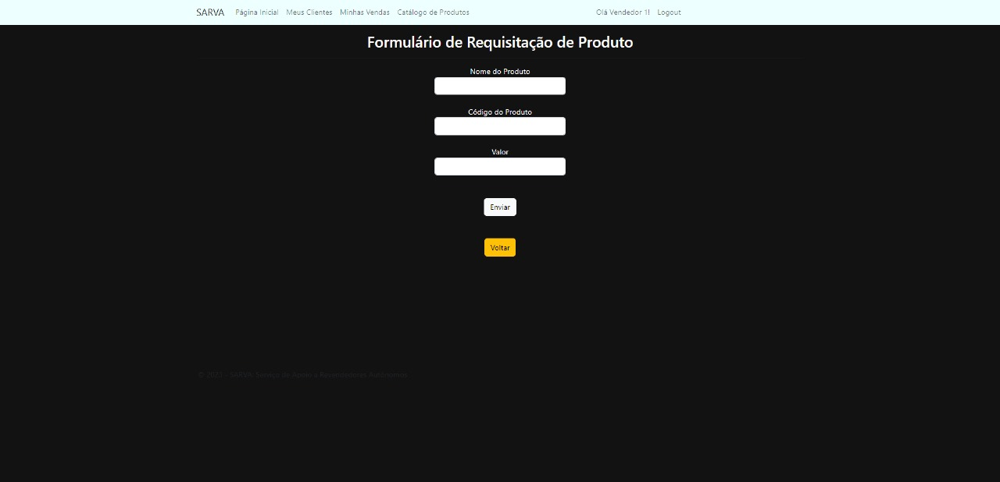 SARVA Página Inicial Meus Clientes Minhas Vendas Catálogo de Produtos Olá Vendedor 1! Logout
Formulário de Requisitação de Produto
Nome do Produto
Código do Produto
Valor
Enviar
Voltar
© 2023 - SARVA: Serviço de Apoio a Revendedores Autônomos